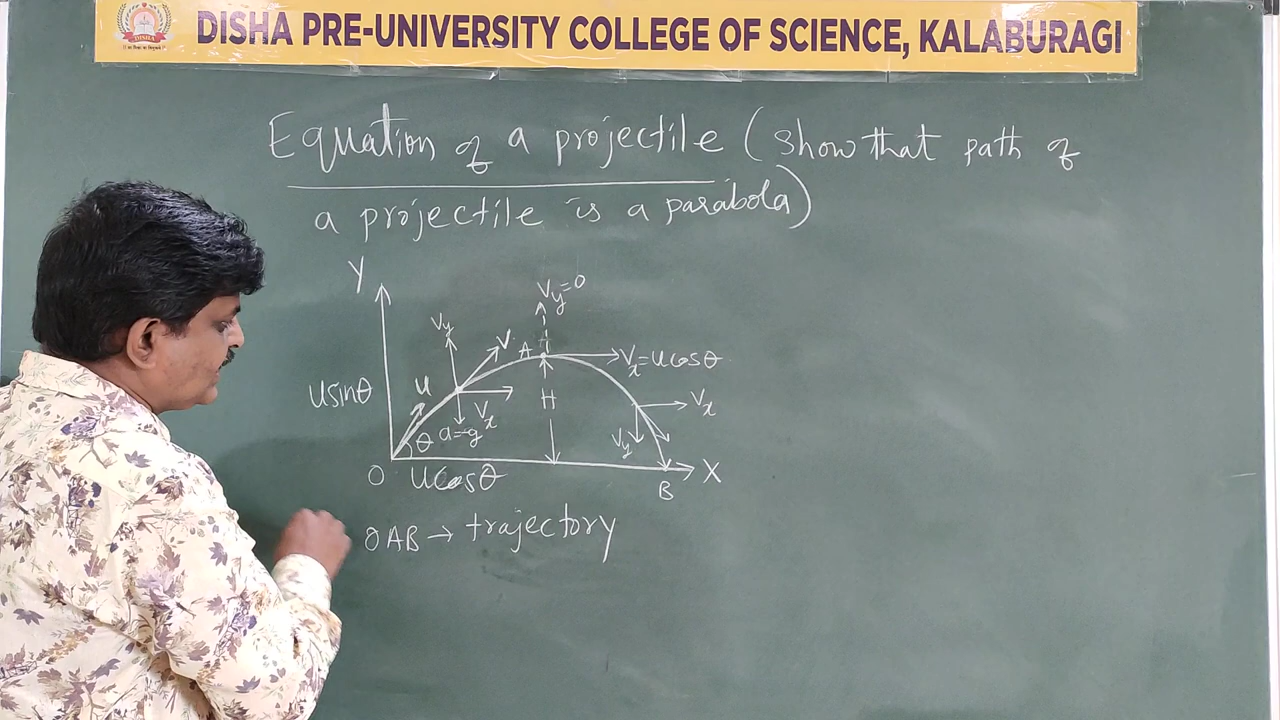 DISHA PRE-UNIVERSITY COLLEGE OF SCIENCE, KALABURAGI
DISHA
Equation of a projectile (show that path of
a projectile is a parabola)
Y
Vy=0
Vy
V
A
Vx=ucosθ
u
usinθ
H
Vx
Vx
θ
a=-g
Vy
O
ucosθ
X
B
OAB → trajectory